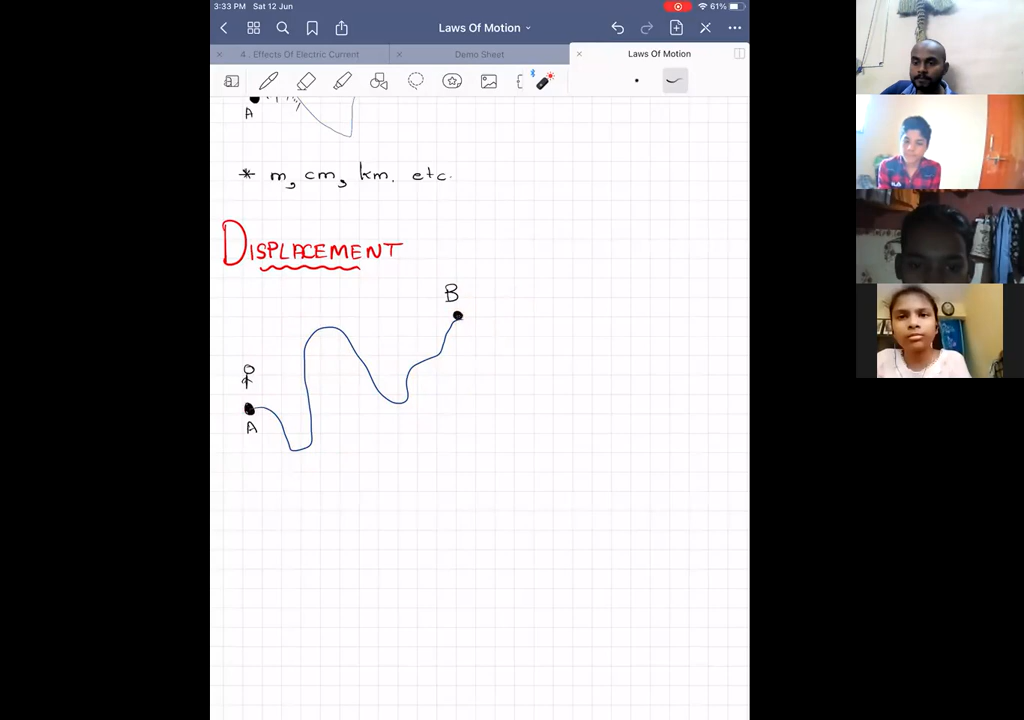 3:33 PM Sat 12 Jun
61%
Laws Of Motion
4 . Effects Of Electric Current
Demo Sheet
Laws Of Motion
A
* m, cm, km. etc.
DISPLACEMENT
B
A